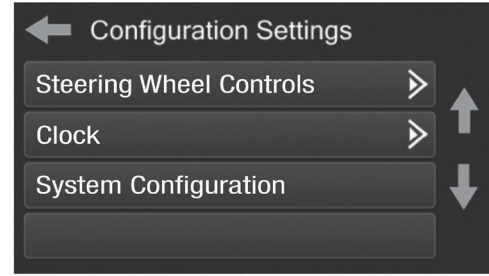 Configuration Settings
Steering Wheel Controls
Clock
System Configuration